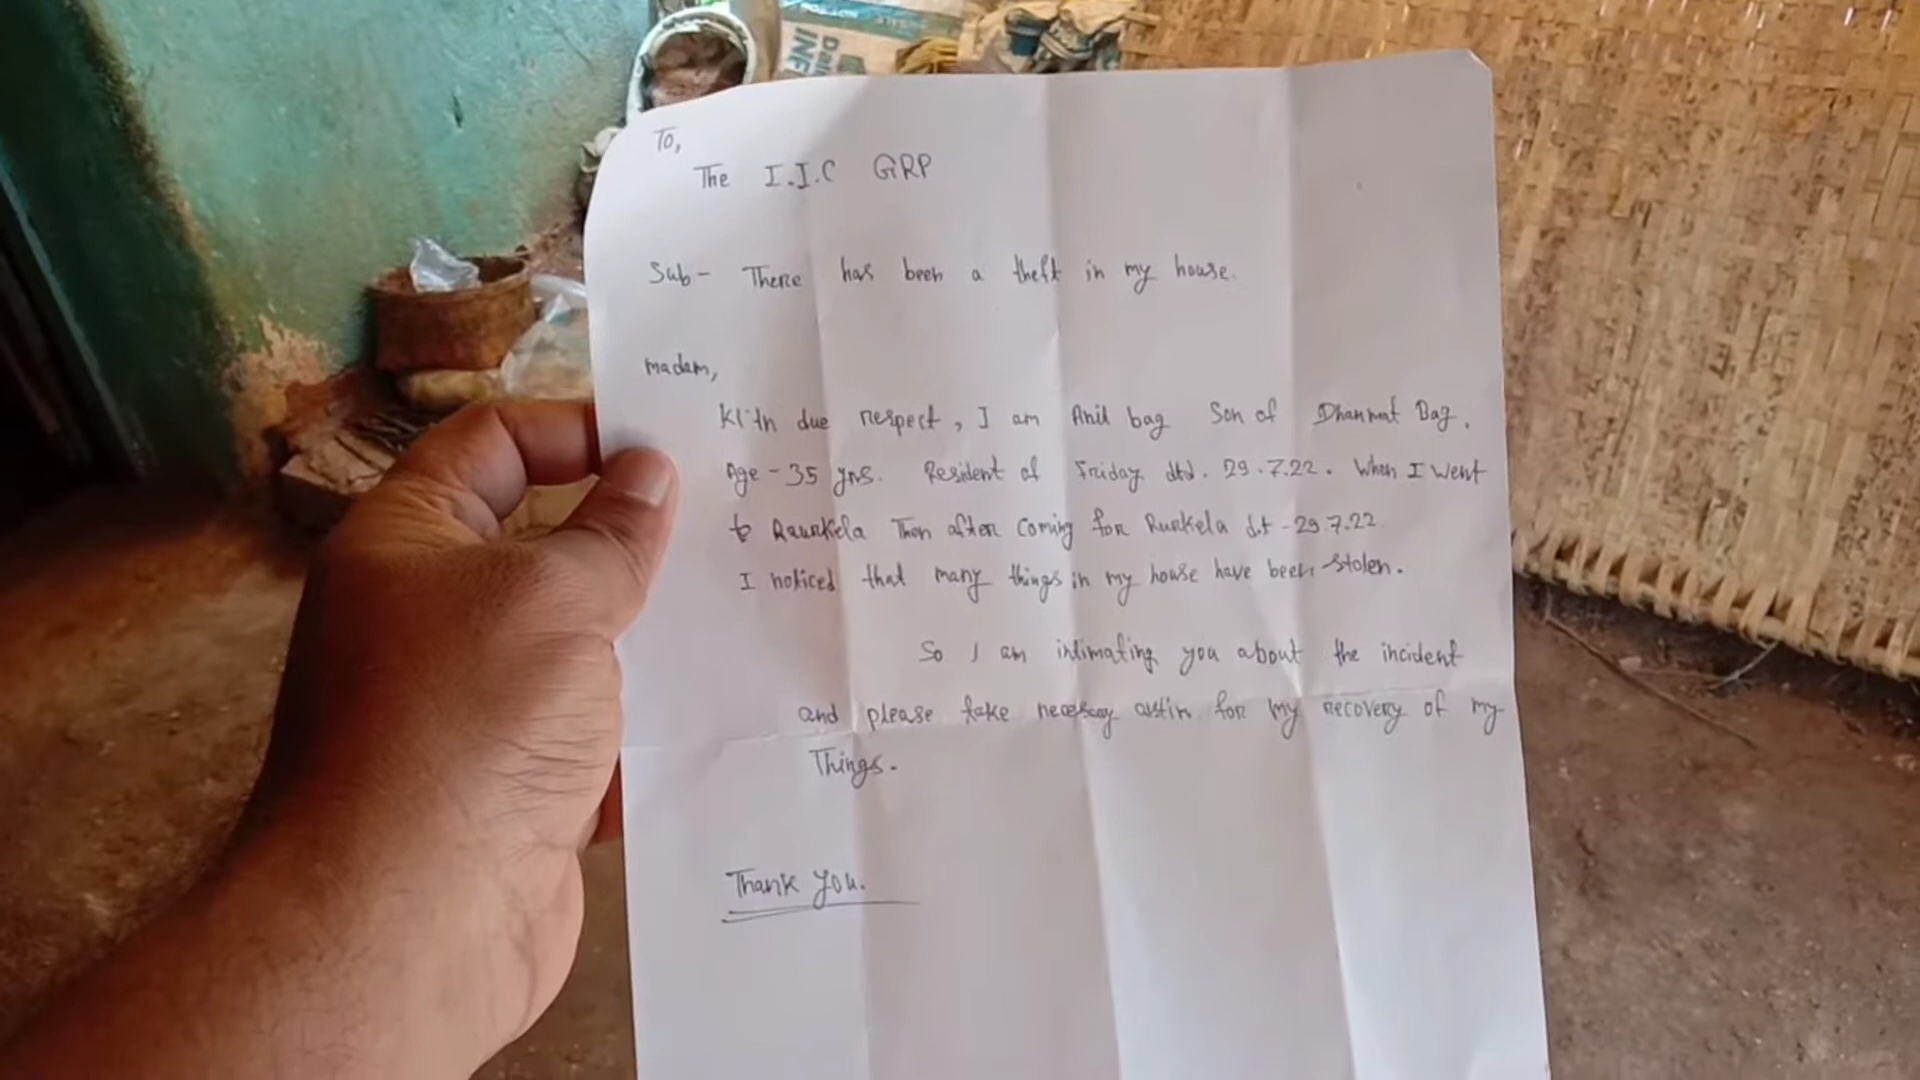 To,
The I.I.C GRP
Sub- There has been a theft in my house.
Madam,
With due respect, I am Anil bag Son of Dhanmat Bag.
Age - 35 yrs. Resident of Friday dtd. 29.7.22. When I went
to Raurkela Then after Coming for Rurkela dt - 29.7.22
I noticed that many things in my house have been stolen.
So I am intimating you about the incident
and please take necessary for my recovery of my
Things.
Thank You.